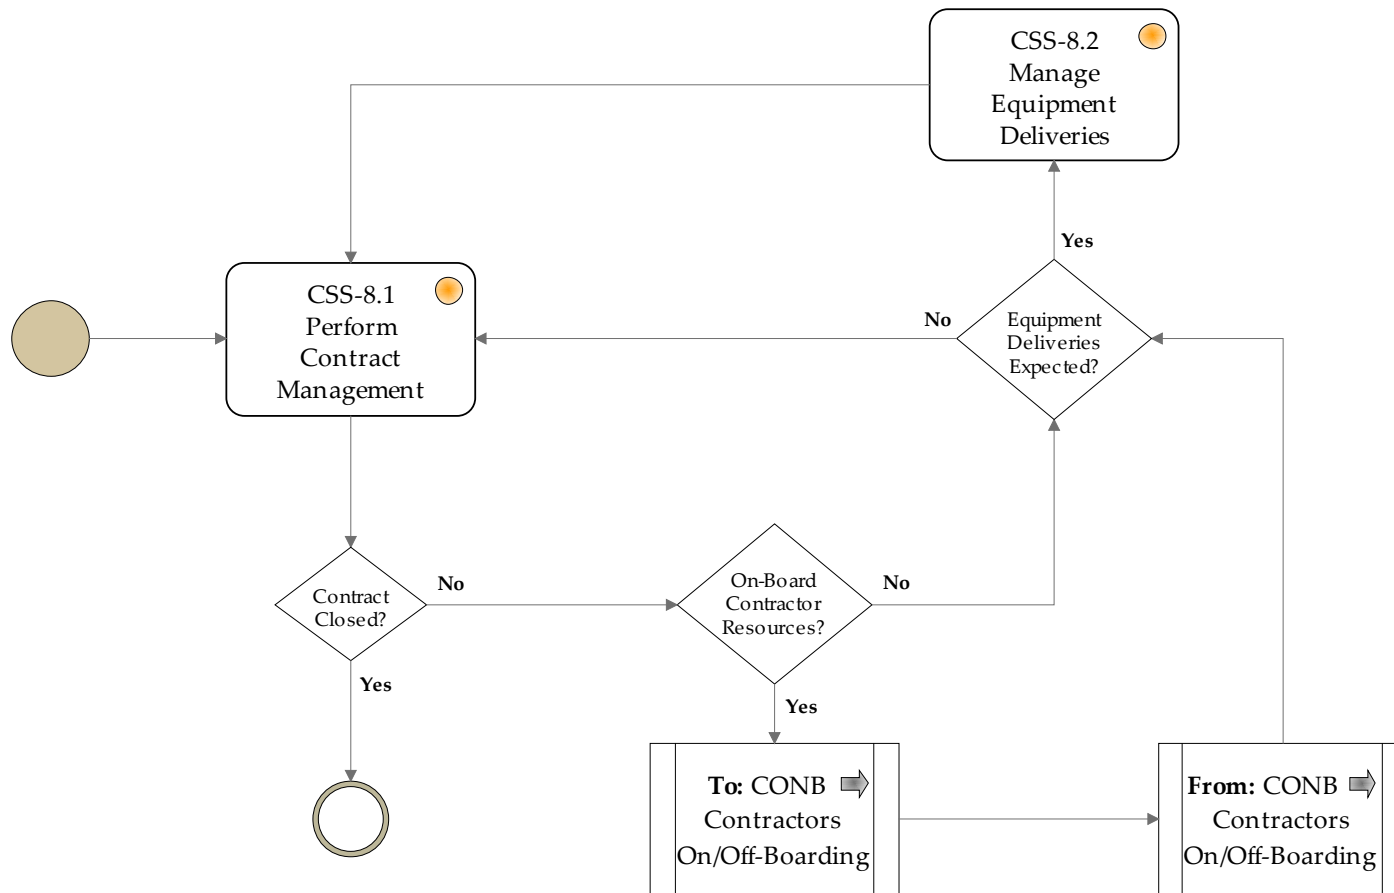 CSS-8.2
Manage
Equipment
Deliveries
Yes
CSS-8.1
Perform
Contract
Management
No
Equipment
Deliveries
Expected?
Contract
Closed?
No
On-Board
Contractor
Resources?
No
Yes
Yes
To: CONB
Contractors
On/Off-Boarding
From: CONB
Contractors
On/Off-Boarding